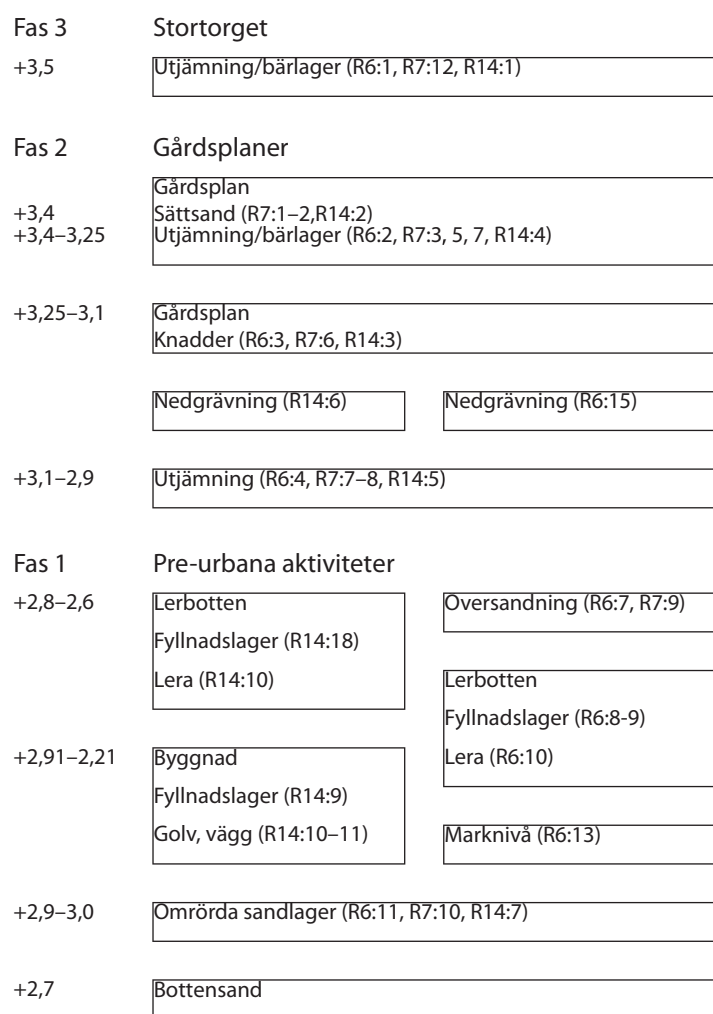 Fas 3 Stortorget
+3,5 Utjämning/bärlager (R6:1, R7:12, R14:1)
Fas 2 Gårdsplaner
Gårdsplan
+3,4 Sättsand (R7:1–2,R14:2)
+3,4–3,25 Utjämning/bärlager (R6:2, R7:3, 5, 7, R14:4)
+3,25–3,1 Gårdsplan
Knadder (R6:3, R7:6, R14:3)
Nedgrävning (R14:6) Nedgrävning (R6:15)
+3,1–2,9 Utjämning (R6:4, R7:7–8, R14:5)
Fas 1 Pre-urbana aktiviteter
+2,8–2,6 Lerbotten Oversandning (R6:7, R7:9)
Fyllnadslager (R14:18)
Lera (R14:10) Lerbotten
Fyllnadslager (R6:8-9)
+2,91–2,21 Byggnad Lera (R6:10)
Fyllnadslager (R14:9)
Golv, vägg (R14:10–11) Marknivå (R6:13)
+2,9–3,0 Omrörda sandlager (R6:11, R7:10, R14:7)
+2,7 Bottensand